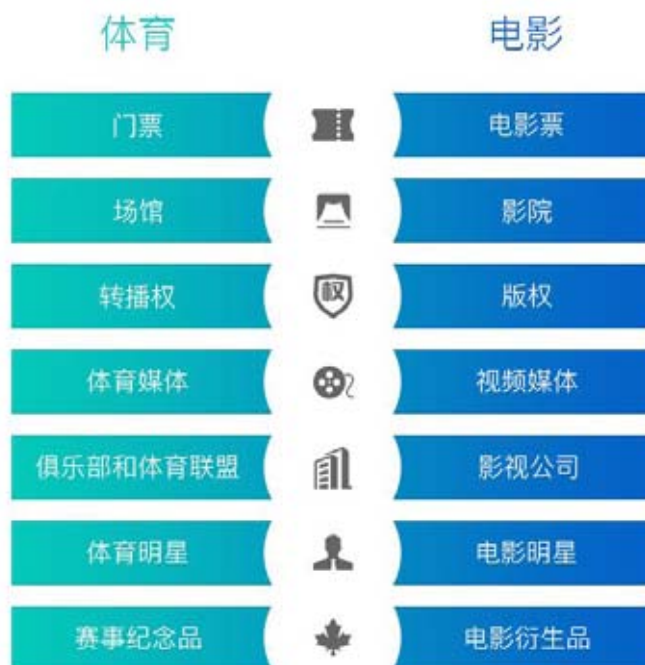 体育 电影
门票 电影票
场馆 影院
转播权 权 版权
体育媒体 视频媒体
俱乐部和体育联盟 影视公司
体育明星 电影明星
赛事纪念品 电影衍生品